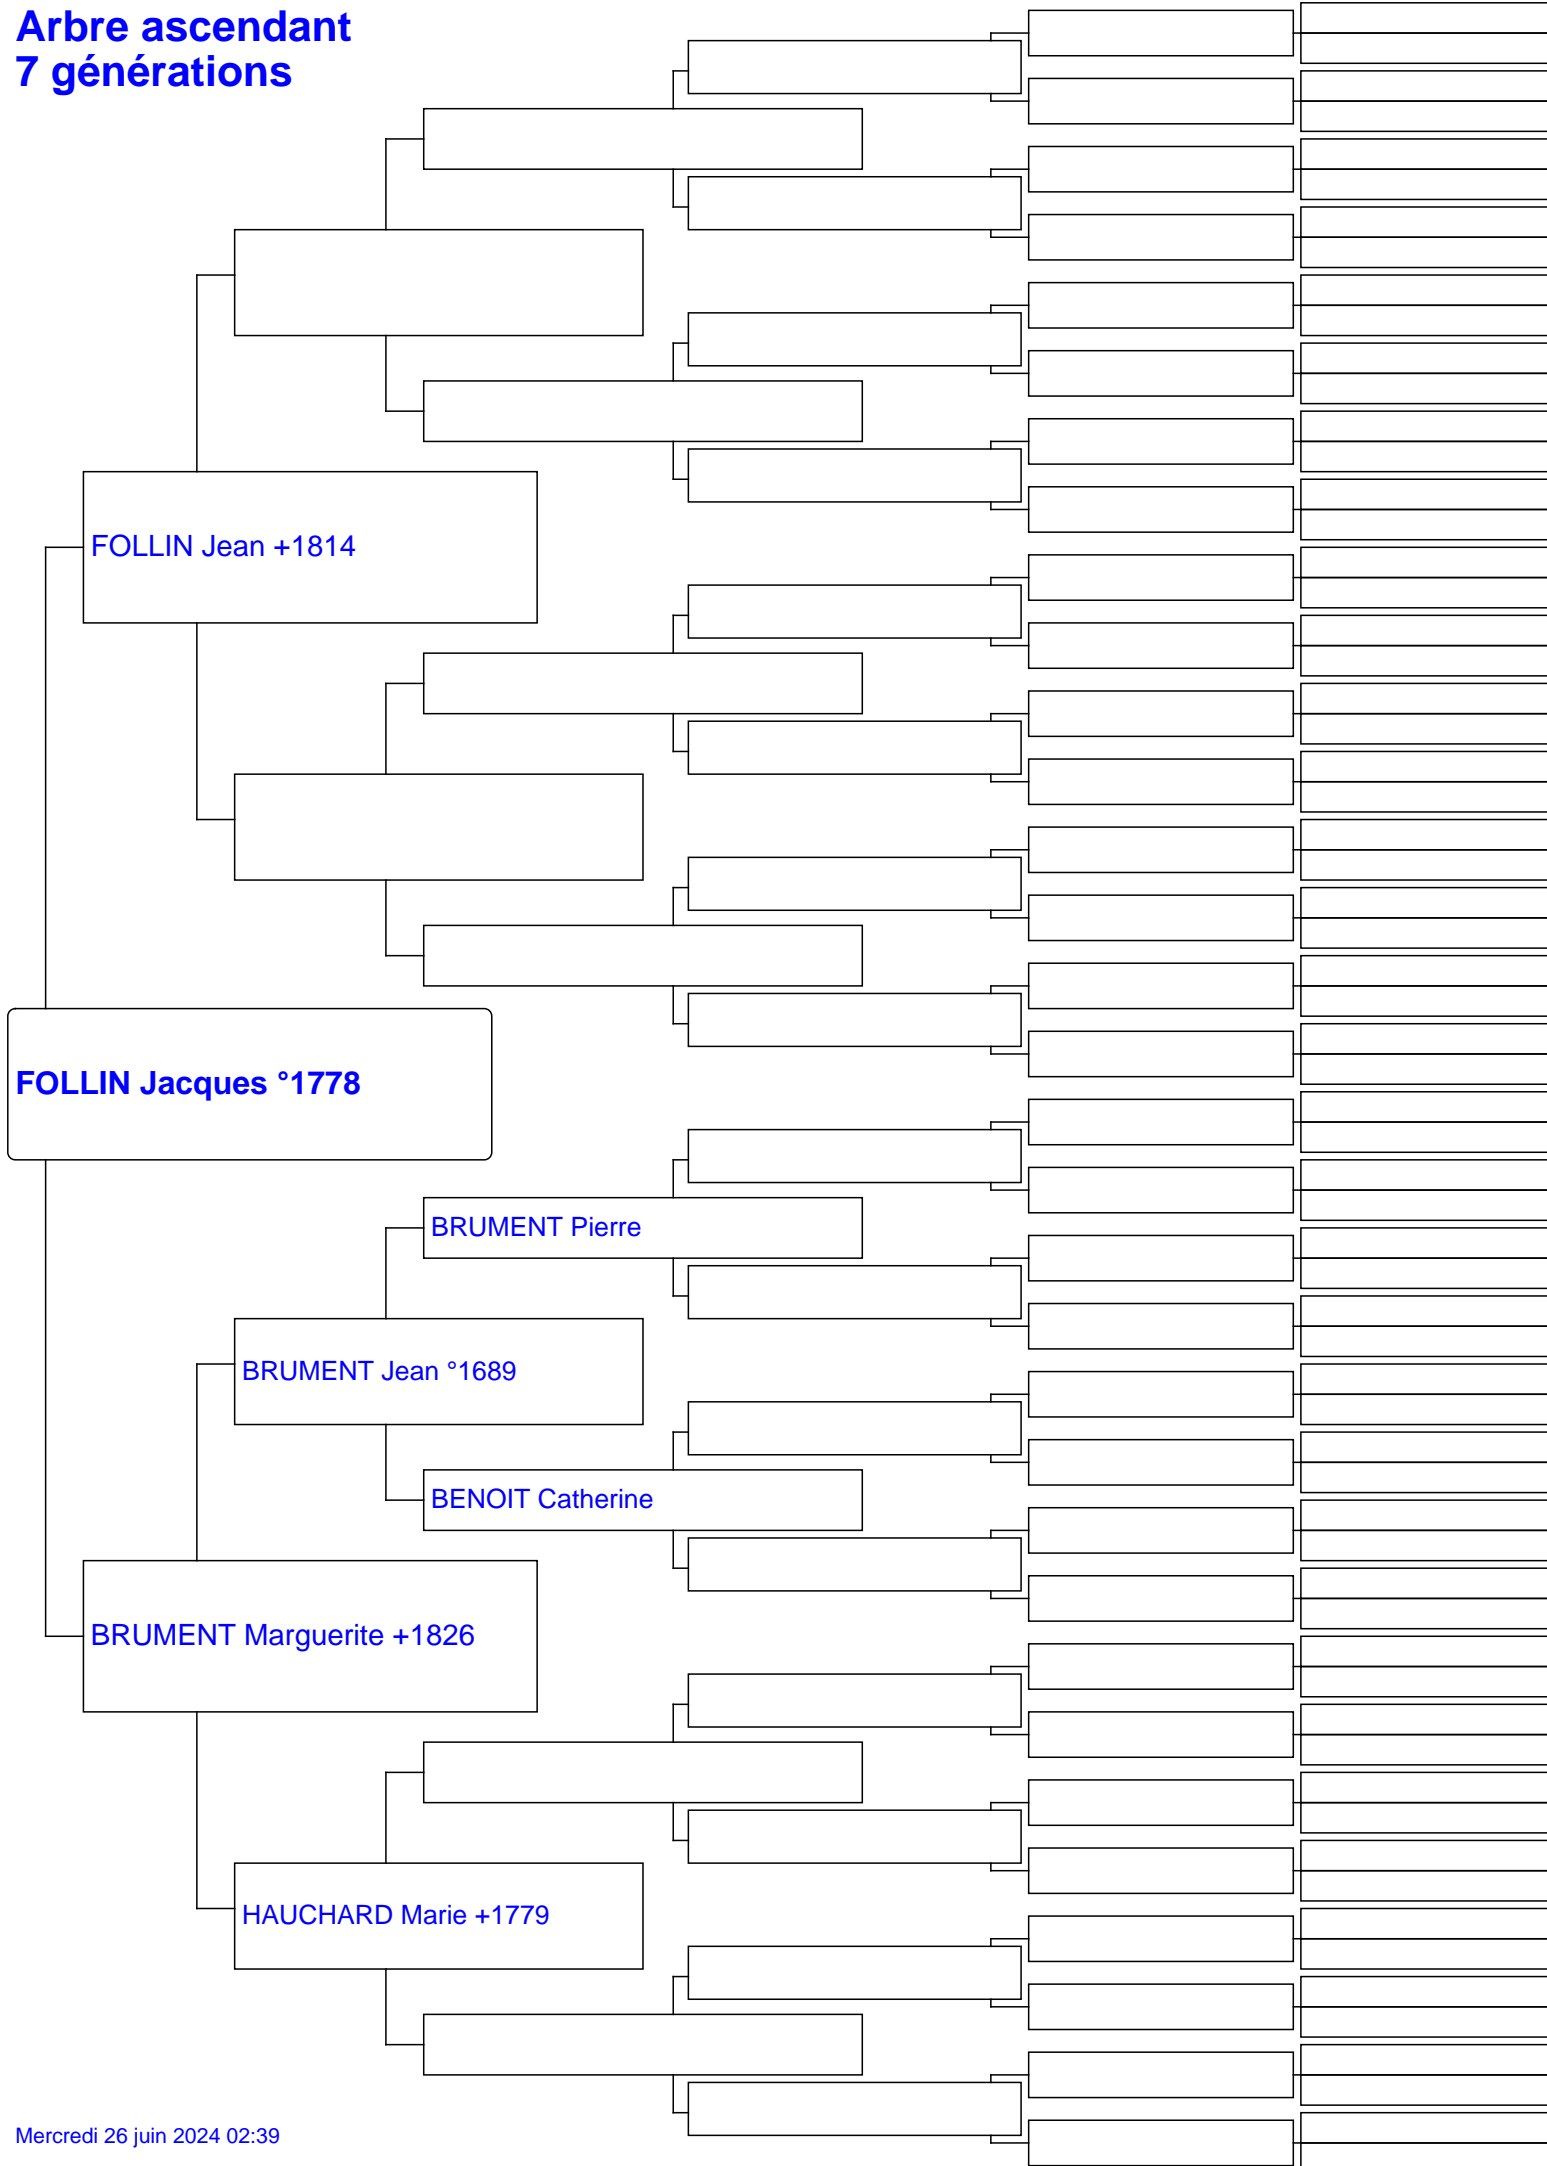 Arbre ascendant
7 générations
FOLLIN Jean +1814
FOLLIN Jacques °1778
BRUMENT Pierre
BRUMENT Jean °1689
BENOIT Catherine
BRUMENT Marguerite +1826
HAUCHARD Marie +1779
Mercredi 26 juin 2024 02:39